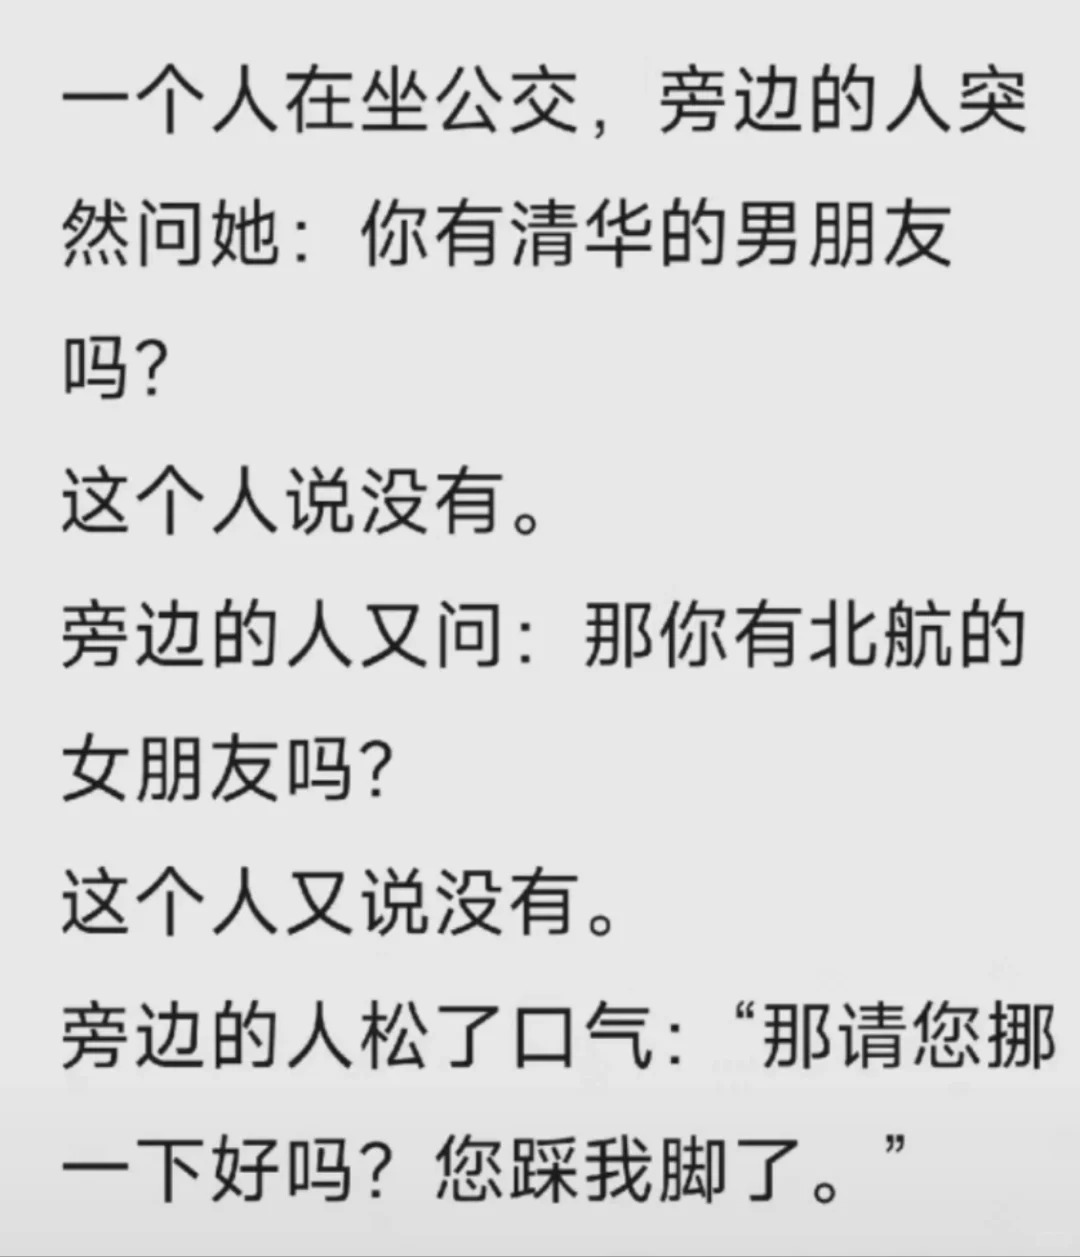 一个人在坐公交，旁边的人突
然问她：你有清华的男朋友
吗？
这个人说没有。
旁边的人又问：那你有北航的
女朋友吗？
这个人又说没有。
旁边的人松了口气：“那请您挪
一下好吗？您踩我脚了。”